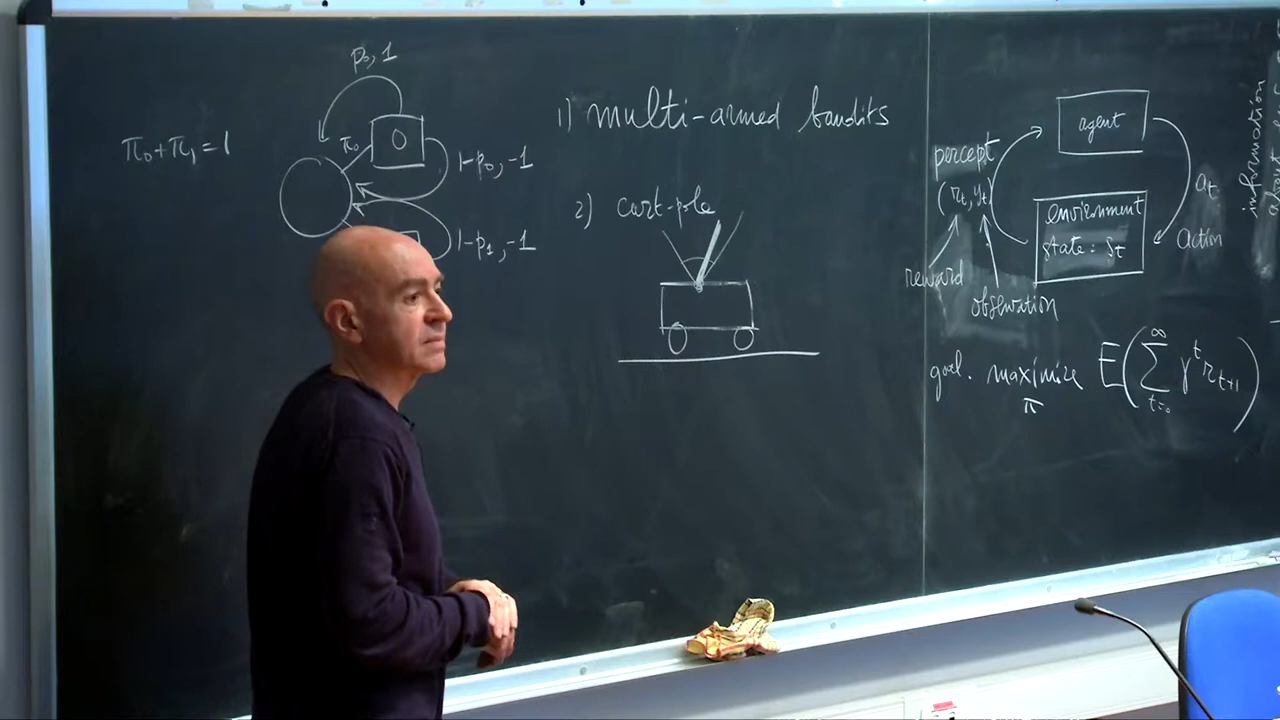 p₀, 1
π₀+π₁=1
π₀
0
1-p₀, -1
1-p₁, -1
1) multi-armed bandits
2) cart-pole
agent
percept
(r_t, y_t)
a_t
action
environment
state: s_t
reward
observation
goal. maximize E(∑ γ^t r_{t+1})
π
t=0
∞
information